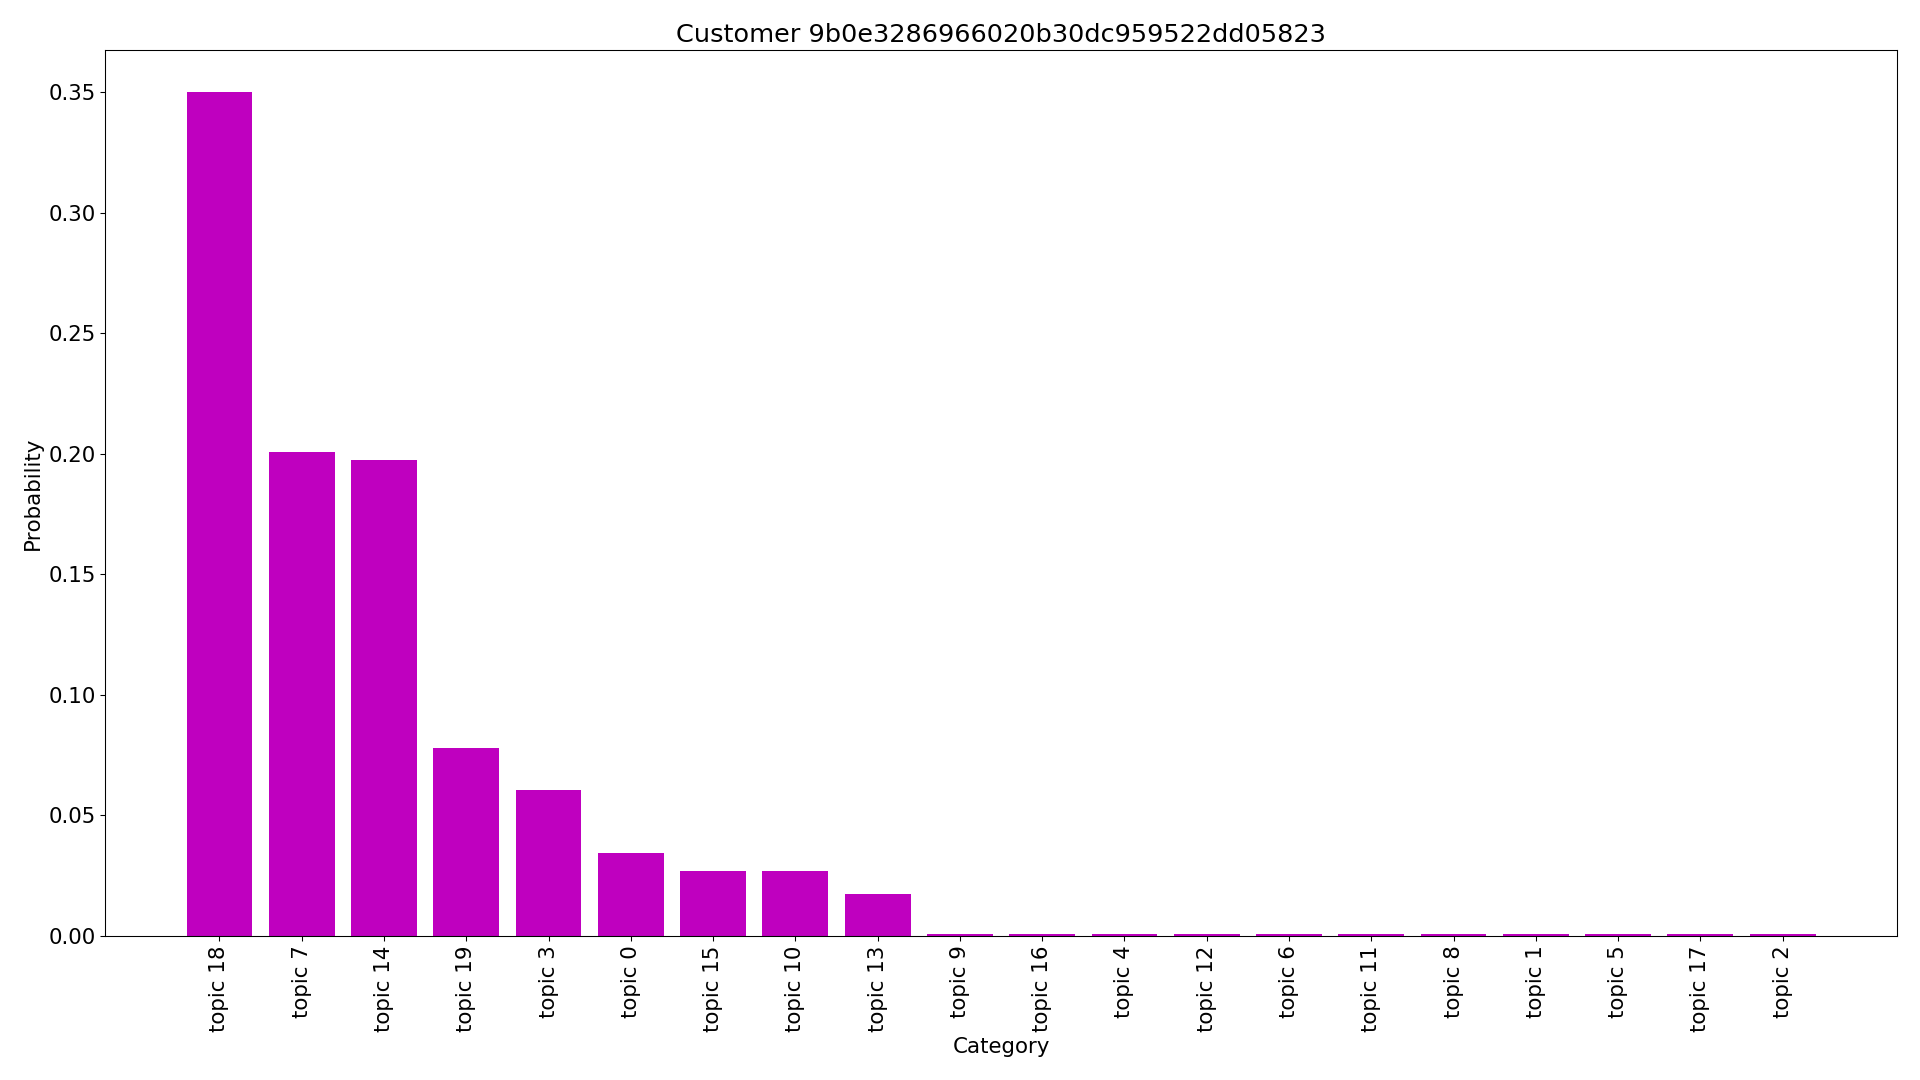 Customer 9b0e3286966020b30dc959522dd05823
Probability
0.35
0.30
0.25
0.20
0.15
0.10
0.05
0.00
topic 18
topic 7
topic 14
topic 19
topic 3
topic 0
topic 15
topic 10
topic 13
topic 9
topic 16
topic 4
topic 12
topic 6
topic 11
topic 8
topic 1
topic 5
topic 17
topic 2
Category